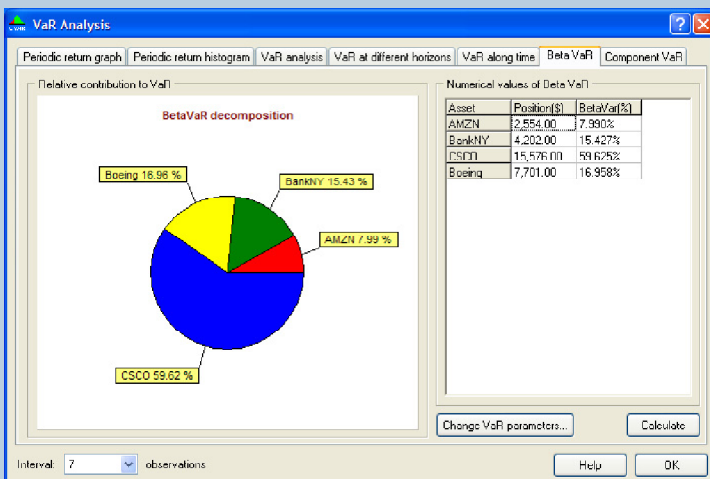 VaR Analysis
Periodic return graph
Periodic return histogram
VaR analysis
VaR at different horizons
VaR along time
Beta VaR
Component VaR
Relative contribution to VaR
BetaVaR decomposition
Boeing 16.96 %
BankNY 15.43 %
AMZN 7.99 %
CSCO 59.62 %
Numerical values of Beta VaR
Asset Position($) BetaVar(%)
AMZN 2,554.00 7.990%
BankNY 4,202.00 15.427%
CSCO 15,576.00 59.625%
Boeing 7,701.00 16.958%
Change VaR parameters...
Calculate
Interval: 7 observations
Help
OK